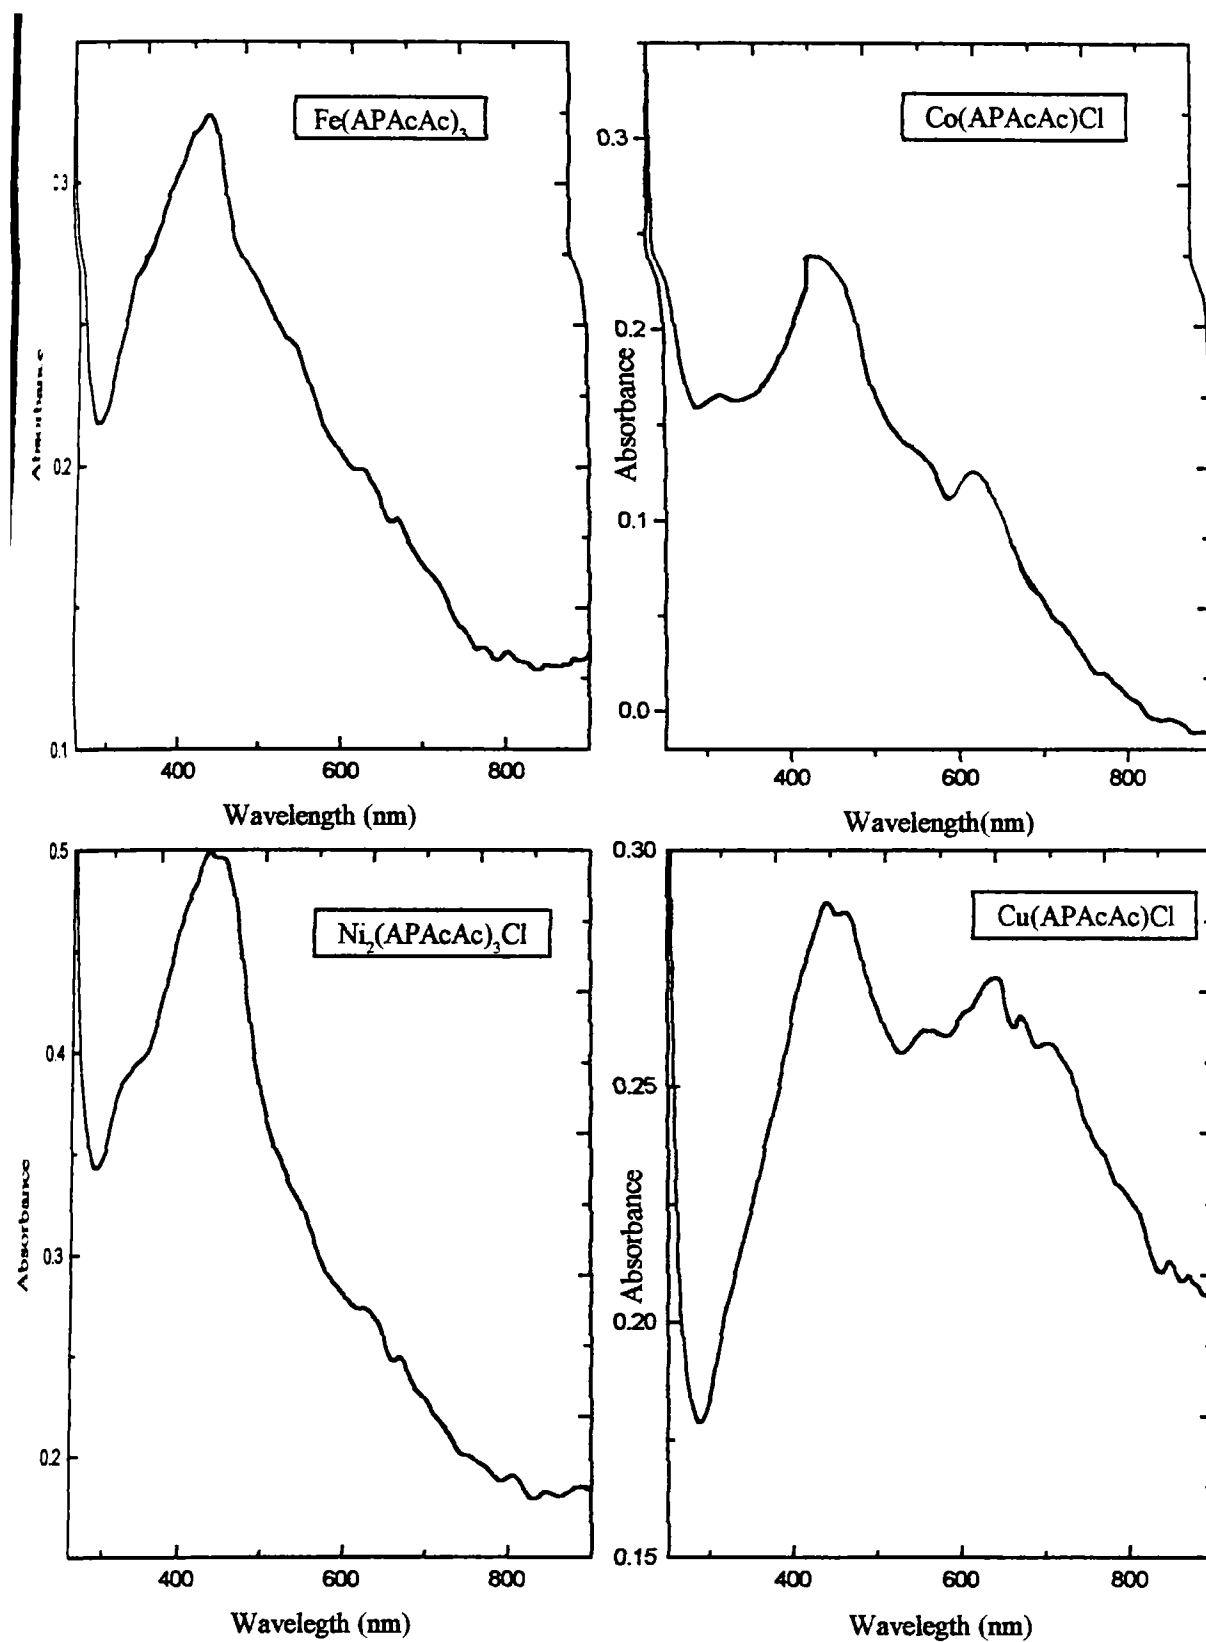 Fe(APAcAc)₃
0.3
Absorbance
0.2
0.1
400 600 800
Wavelength (nm)
Co(APAcAc)Cl
0.3
0.2
Absorbance
0.1
0.0
400 600 800
Wavelength(nm)
0.5
Ni₂(APAcAc)₃Cl
0.4
Absorbance
0.3
0.2
400 600 800
Wavelegth (nm)
0.30
Cu(APAcAc)Cl
0.25
Absorbance
0.20
0.15
400 600 800
Wavelegth (nm)